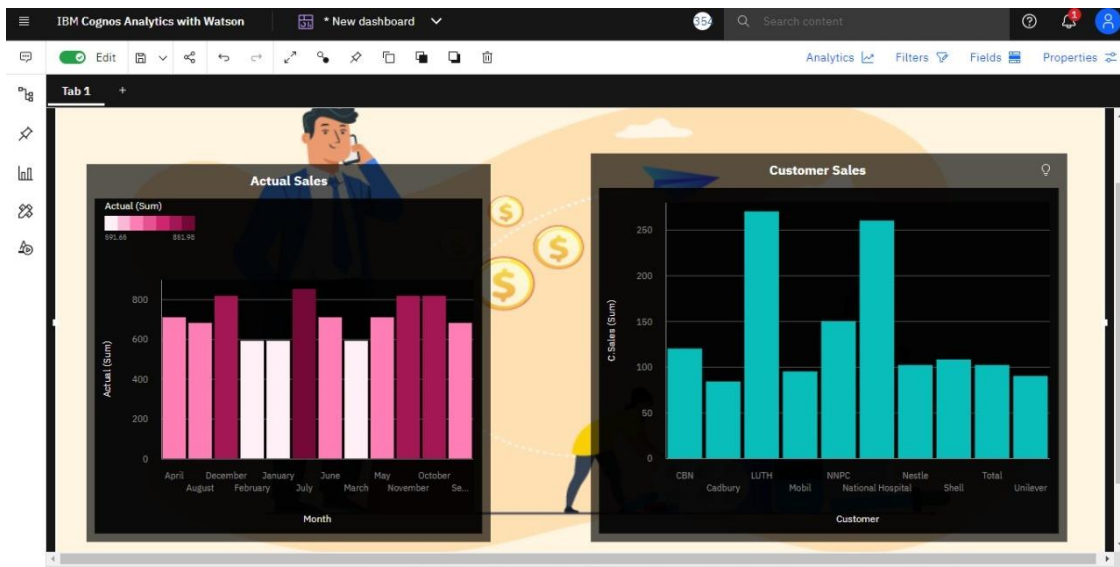 IBM Cognos Analytics with Watson
* New dashboard
354
Search content
1
Edit
Analytics
Filters
Fields
Properties
Tab 1
+
Actual Sales
Actual (Sum)
591.66 851.98
800
600
400
200
0
Actual (Sum)
April December January June May October
August February July March November Se...
Month
Customer Sales
250
200
150
100
50
0
C.Sales (Sum)
CBN LUTH NNPC Nestle Total
Cadbury Mobil National Hospital Shell Unilever
Customer